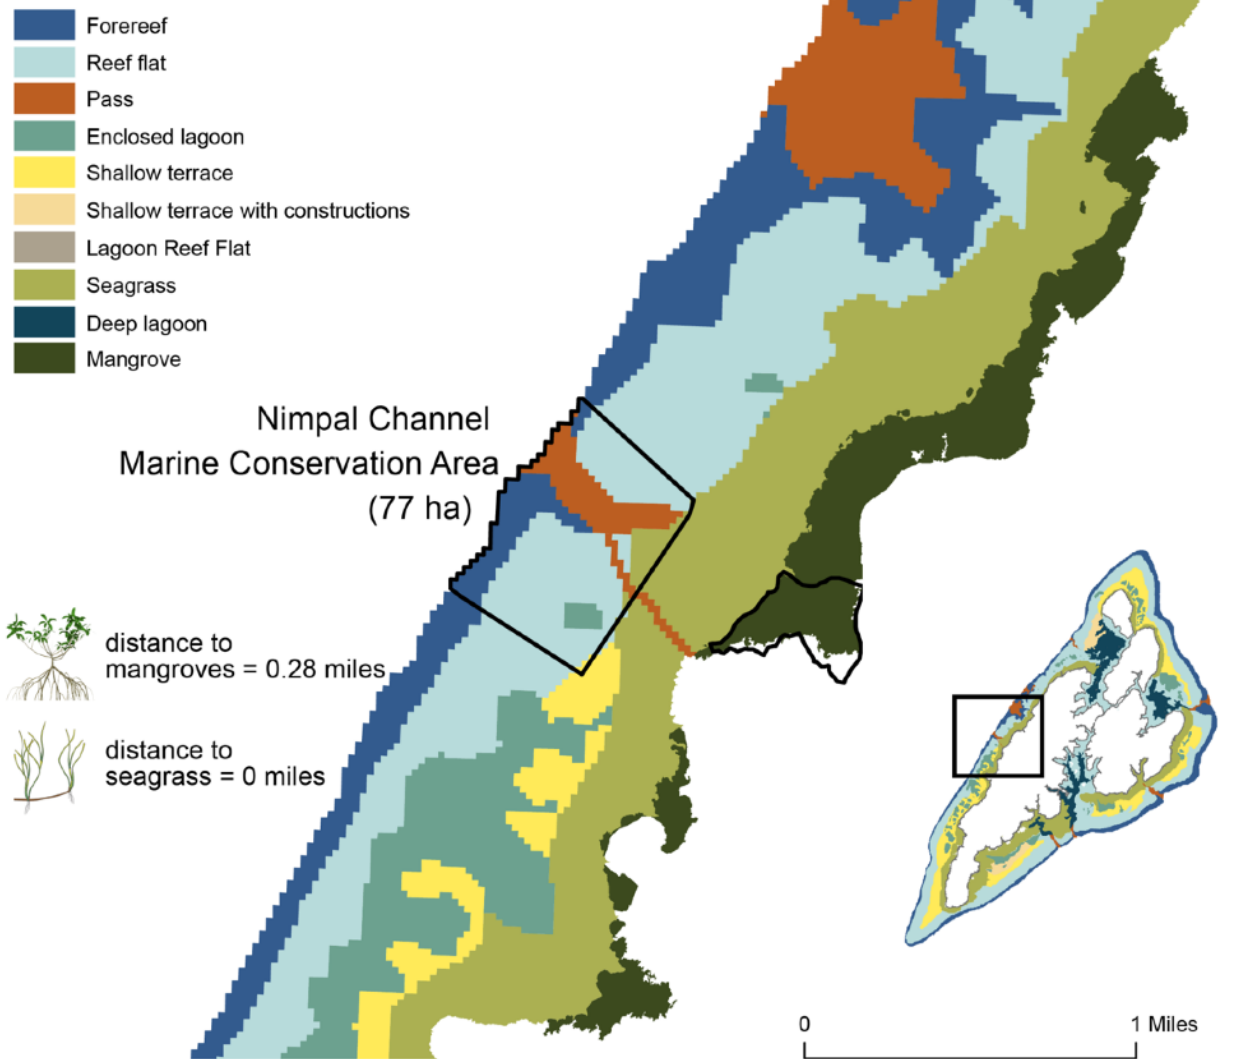 Forereef
Reef flat
Pass
Enclosed lagoon
Shallow terrace
Shallow terrace with constructions
Lagoon Reef Flat
Seagrass
Deep lagoon
Mangrove
Nimpal Channel
Marine Conservation Area
(77 ha)
distance to
mangroves = 0.28 miles
distance to
seagrass = 0 miles
0 1 Miles